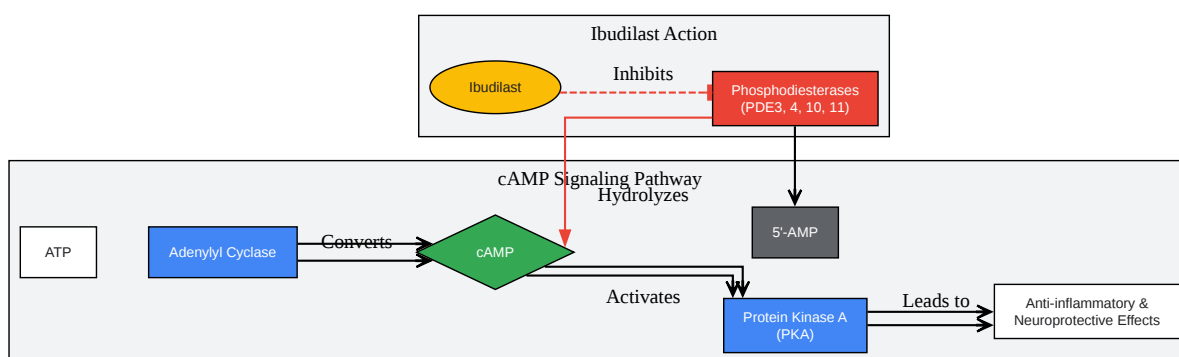 Ibudilast Action
Inhibits
Ibudilast
Phosphodiesterases
(PDE3, 4, 10, 11)
cAMP Signaling Pathway
Hydrolyzes
5'-AMP
ATP
Adenylyl Cyclase
Converts
cAMP
Activates
Protein Kinase A
(PKA)
Leads to
Anti-inflammatory &
Neuroprotective Effects